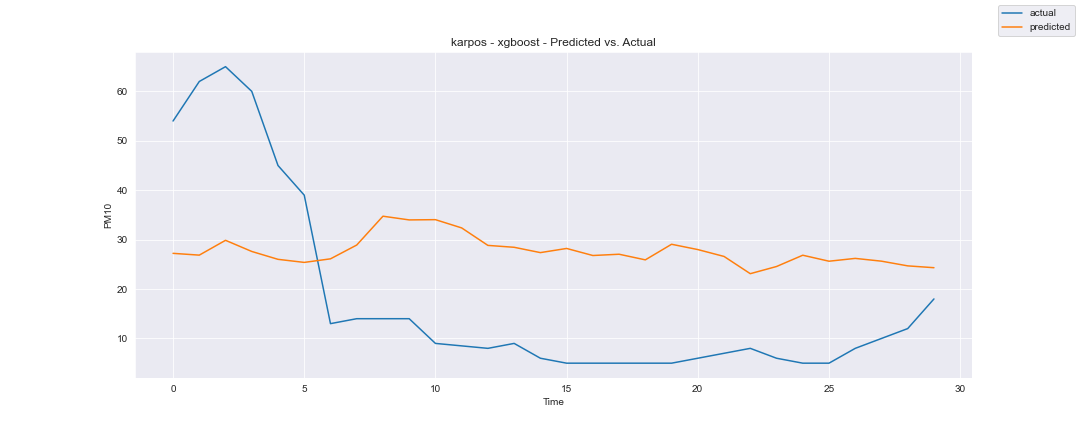 actual
predicted
karpos - xgboost - Predicted vs. Actual
60
50
40
30
20
10
PM10
0 5 10 15 20 25 30
Time